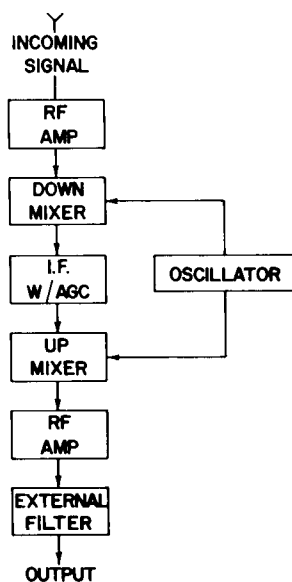 INCOMING
SIGNAL
RF
AMP
DOWN
MIXER
I.F.
W/AGC
OSCILLATOR
UP
MIXER
RF
AMP
EXTERNAL
FILTER
OUTPUT